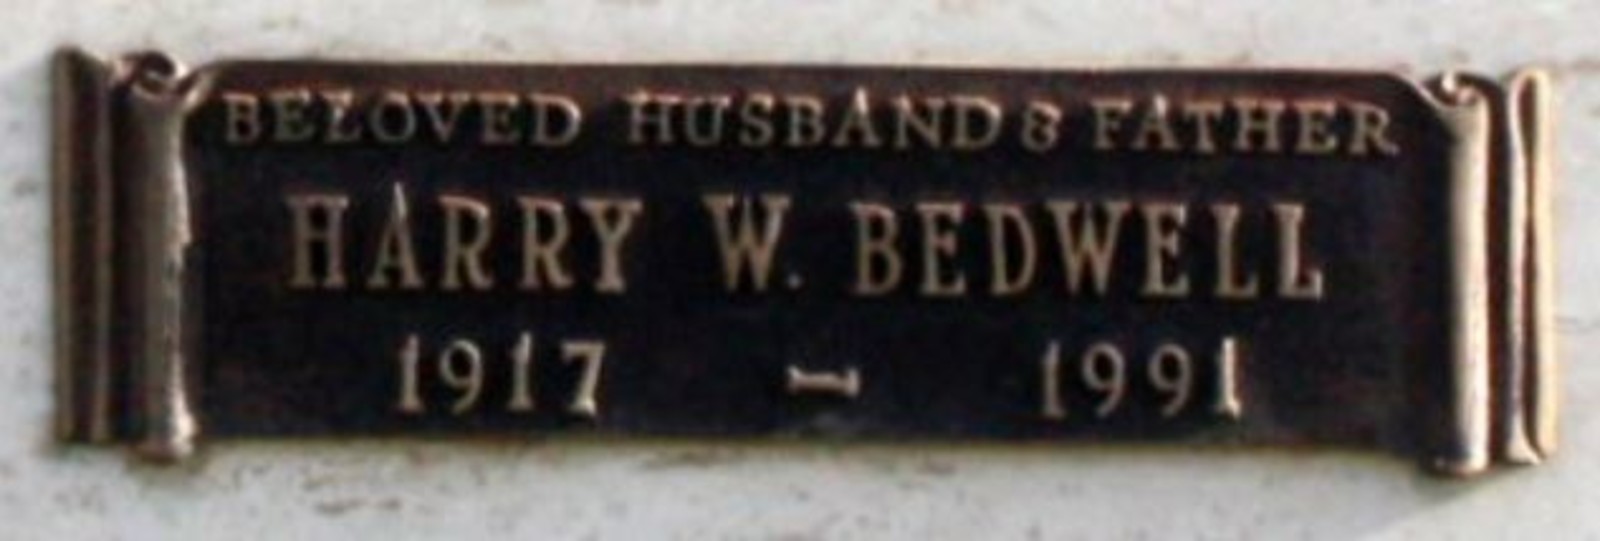 BELOVED HUSBAND & FATHER
HARRY W. BEDWELL
1917 - 1991